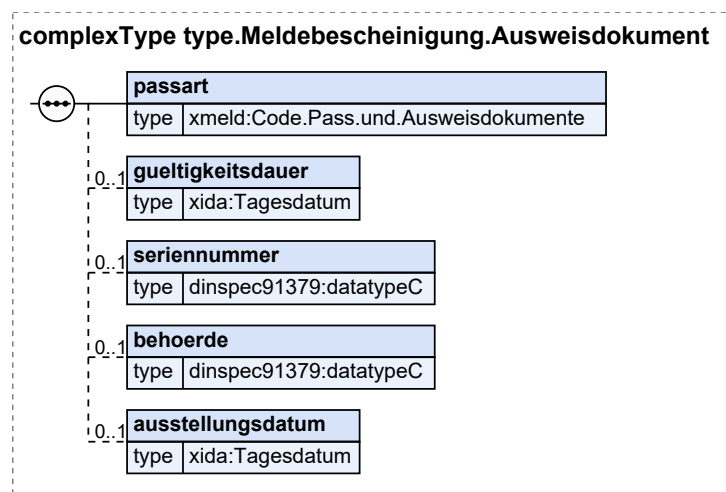 complexType type.Meldebescheinigung.Ausweisdokument
passart
type xmeld:Code.Pass.und.Ausweisdokumente
0..1 gueltigkeitsdauer
type xida:Tagesdatum
0..1 seriennummer
type dinspec91379:datatypeC
0..1 behoerde
type dinspec91379:datatypeC
0..1 ausstellungsdatum
type xida:Tagesdatum